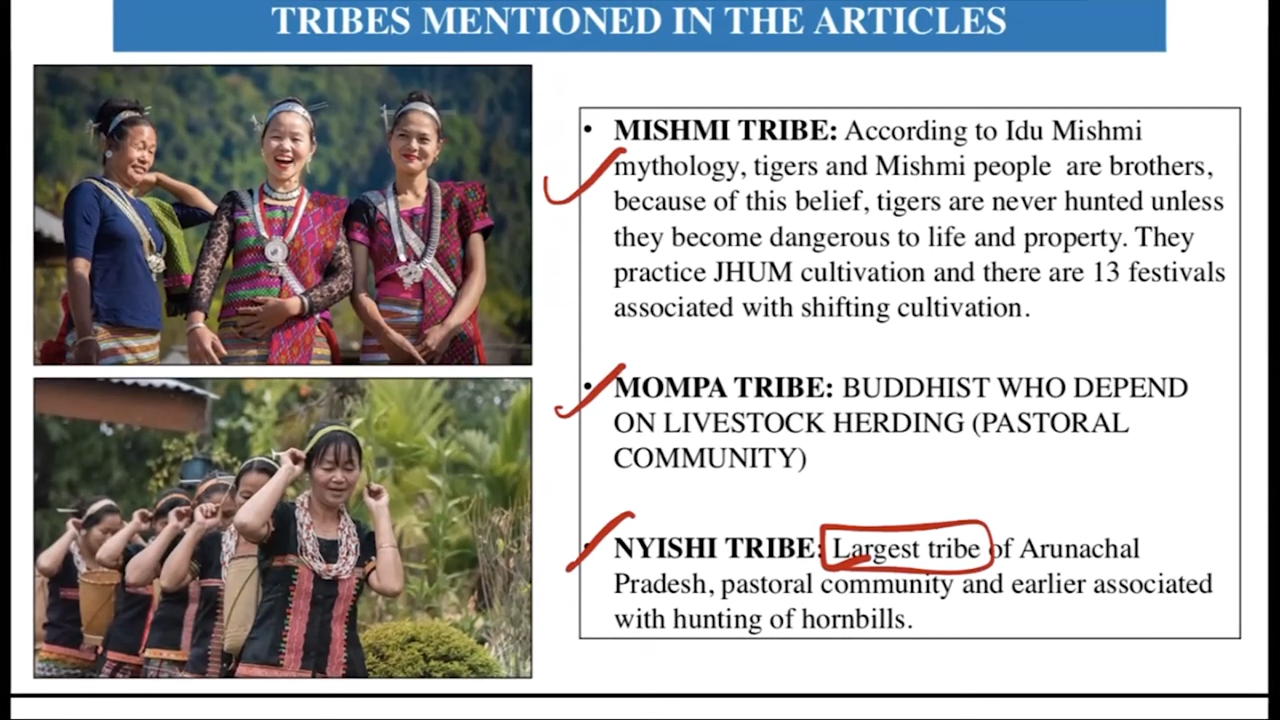 TRIBES MENTIONED IN THE ARTICLES
• MISHMI TRIBE: According to Idu Mishmi
mythology, tigers and Mishmi people are brothers,
because of this belief, tigers are never hunted unless
they become dangerous to life and property. They
practice JHUM cultivation and there are 13 festivals
associated with shifting cultivation.
• MOMPA TRIBE: BUDDHIST WHO DEPEND
ON LIVESTOCK HERDING (PASTORAL
COMMUNITY)
• NYISHI TRIBE: Largest tribe of Arunachal
Pradesh, pastoral community and earlier associated
with hunting of hornbills.